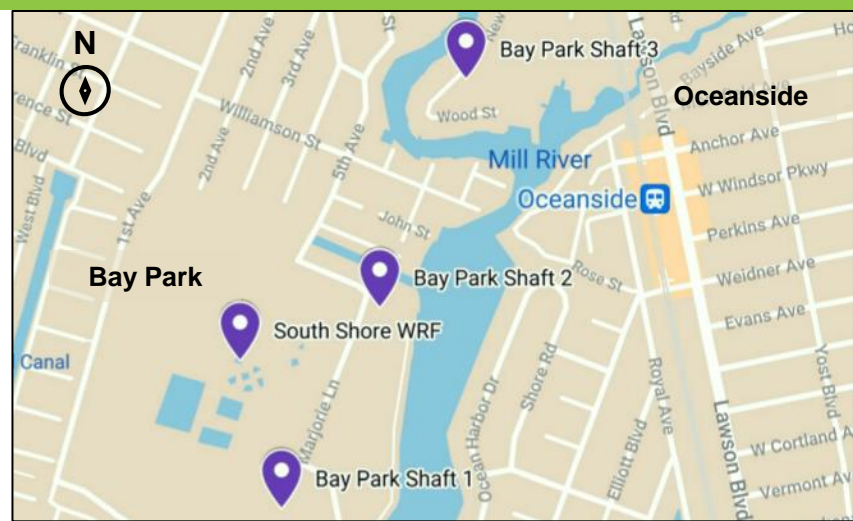 N
Franklin St
2nd Ave
3rd Ave
St
New
Bay Park Shaft 3
Wood St
Lawson Blvd
Bayside Ave
Oceanside
Anchor Ave
Williamson St
5th Ave
2nd Ave
Blvd
West Blvd
1st Ave
Mill River
Oceanside
W Windsor Pkwy
Perkins Ave
John St
Bay Park
Bay Park Shaft 2
Rose St
Weidner Ave
South Shore WRF
Evans Ave
Canal
Marjorie Ln
Ocean Harbor Dr
Shore Rd
Royal Ave
Yost Blvd
Lawson Blvd
Elliott Blvd
W Cortland A
Bay Park Shaft 1
Vermont Av